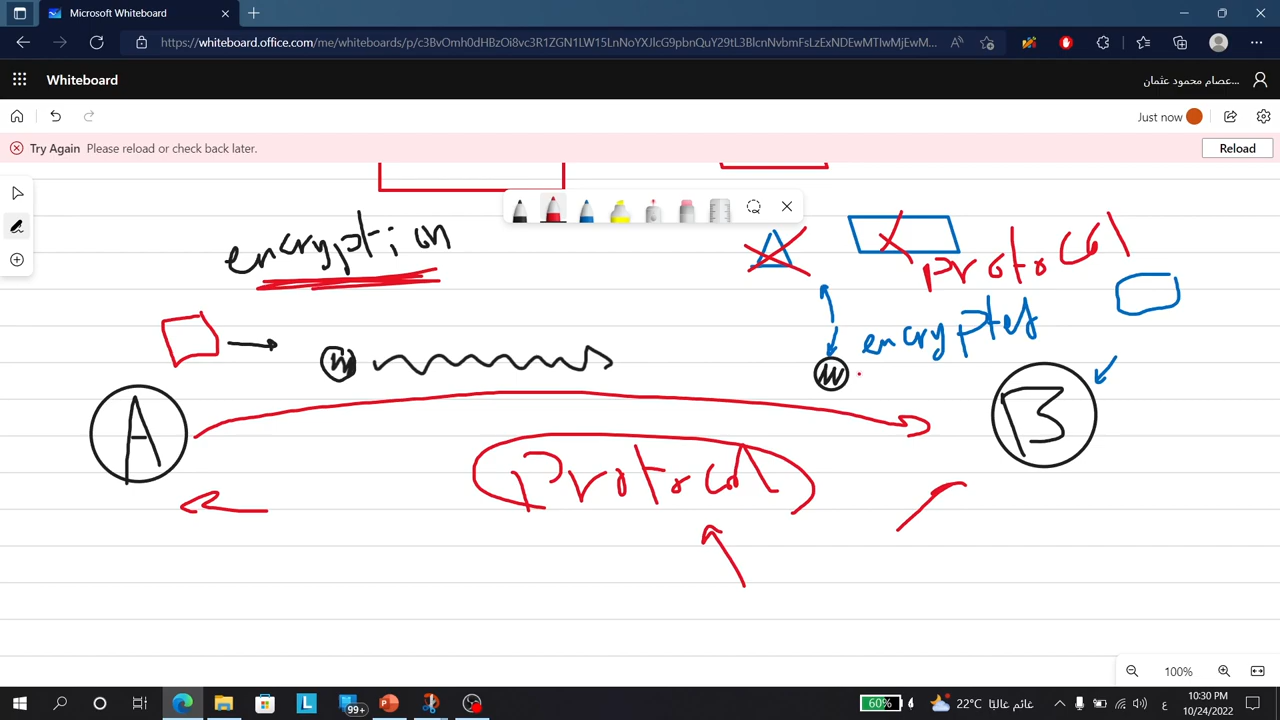 Microsoft Whiteboard
https://whiteboard.office.com/me/whiteboards/p/c3BvOmh0dHBzOi8vc3R1ZGN1LW15LnNoYXJlcG9pbnQuY29tL3BlcnNvbmFsLzExNDEwMTIwMjEwM...
Whiteboard
عصام محمود عثمان...
Just now
Try Again Please reload or check back later.
Reload
encryption
protocol
encrypted
A
B
Protocol
100%
99+
60%
22°C غائم غالبًا
ع
10:30 PM
10/24/2022